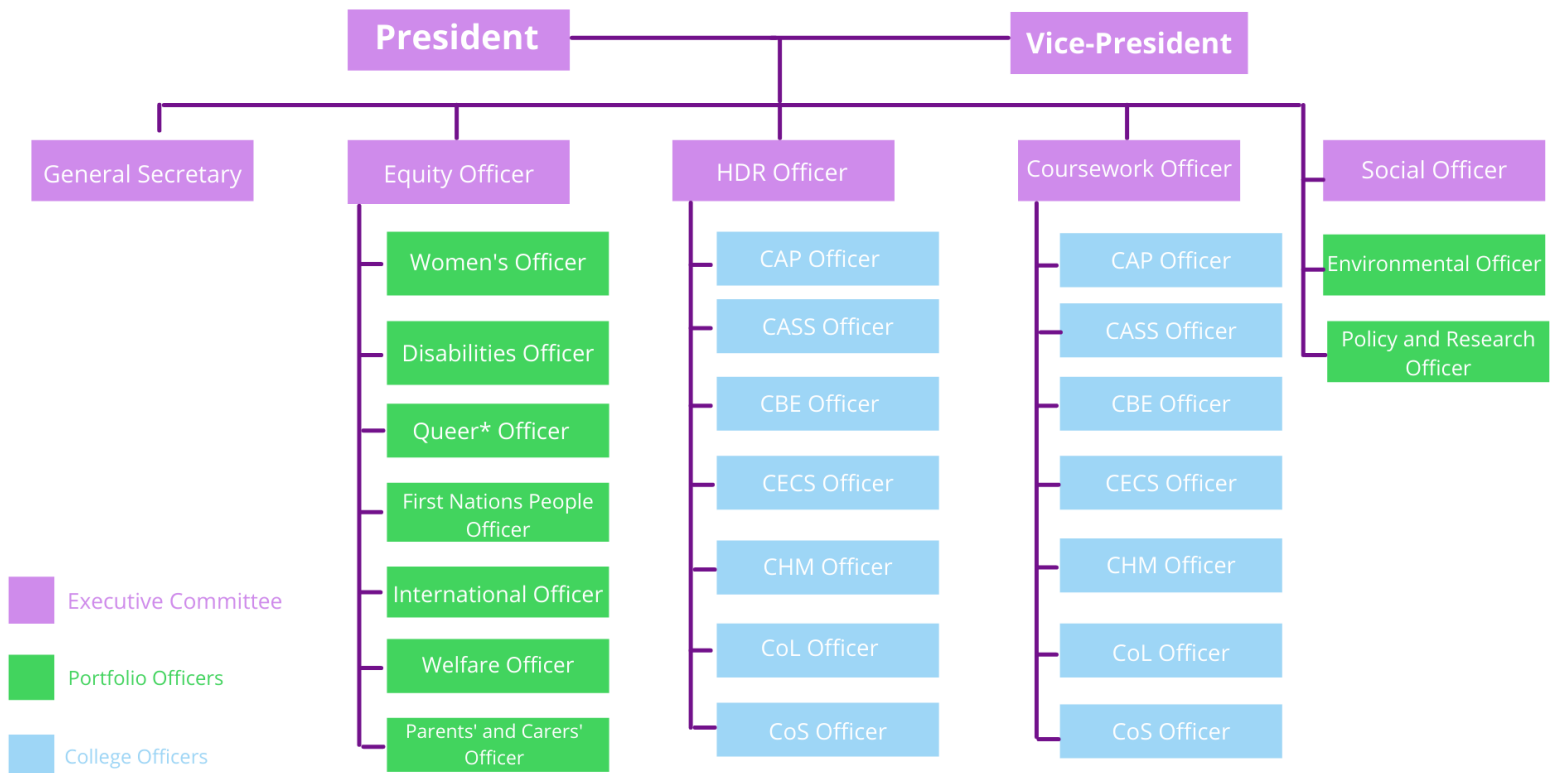 President
Vice-President
General Secretary
Equity Officer
HDR Officer
Coursework Officer
Social Officer
Women's Officer
Disabilities Officer
Queer* Officer
First Nations People
Officer
International Officer
Welfare Officer
Parents' and Carers'
Officer
CAP Officer
CASS Officer
CBE Officer
CECS Officer
CHM Officer
CoL Officer
CoS Officer
CAP Officer
CASS Officer
CBE Officer
CECS Officer
CHM Officer
CoL Officer
CoS Officer
Environmental Officer
Policy and Research
Officer
Executive Committee
Portfolio Officers
College Officers